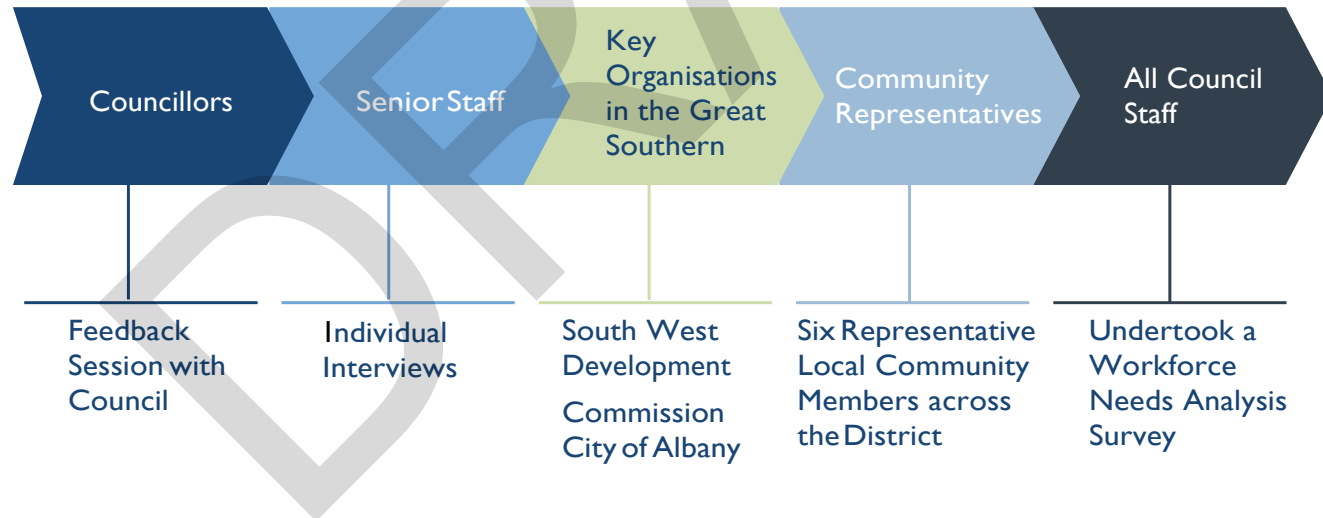 Councillors
Senior Staff
Key
Organisations
in the Great
Southern
Community
Representatives
All Council
Staff
Feedback
Session with
Council
Individual
Interviews
South West
Development
Commission
City of Albany
Six Representative
Local Community
Members across
the District
Undertook a
Workforce
Needs Analysis
Survey